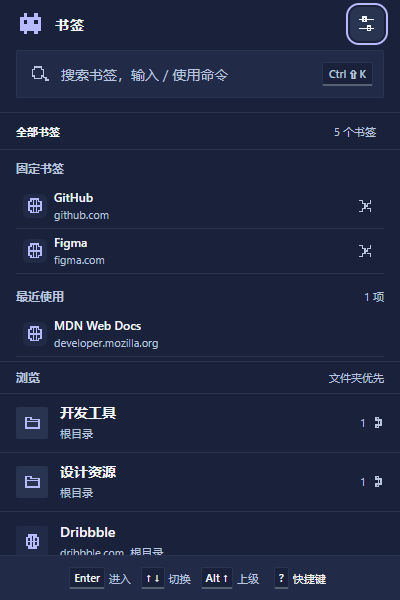 书签
搜索书签，输入 / 使用命令 Ctrl ⇧ K
全部书签 5 个书签
固定书签
GitHub
github.com
Figma
figma.com
最近使用 1 项
MDN Web Docs
developer.mozilla.org
浏览 文件夹优先
开发工具 1
根目录
设计资源 1
根目录
Dribbble
dribbble.com 根目录
Enter 进入 ↑↓ 切换 Alt ↑ 上级 ? 快捷键